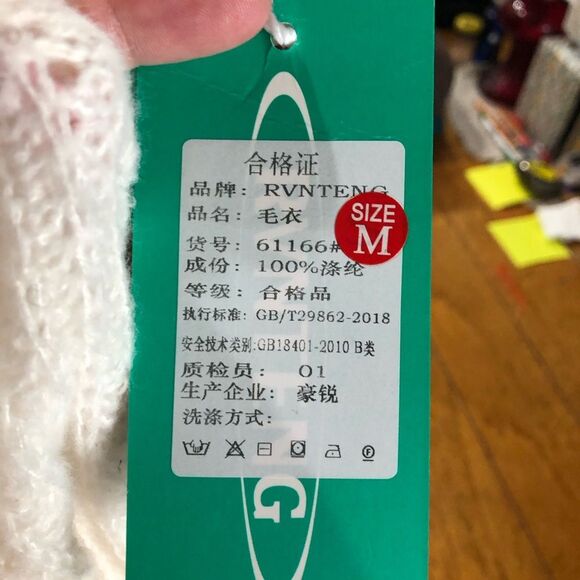 合格证
品牌: RVNTENG
品名: 毛衣
SIZE
M
货号: 61166#
成份: 100%涤纶
等级: 合格品
执行标准: GB/T29862-2018
安全技术类别:GB18401-2010 B类
质检员: 01
生产企业: 豪锐
洗涤方式: